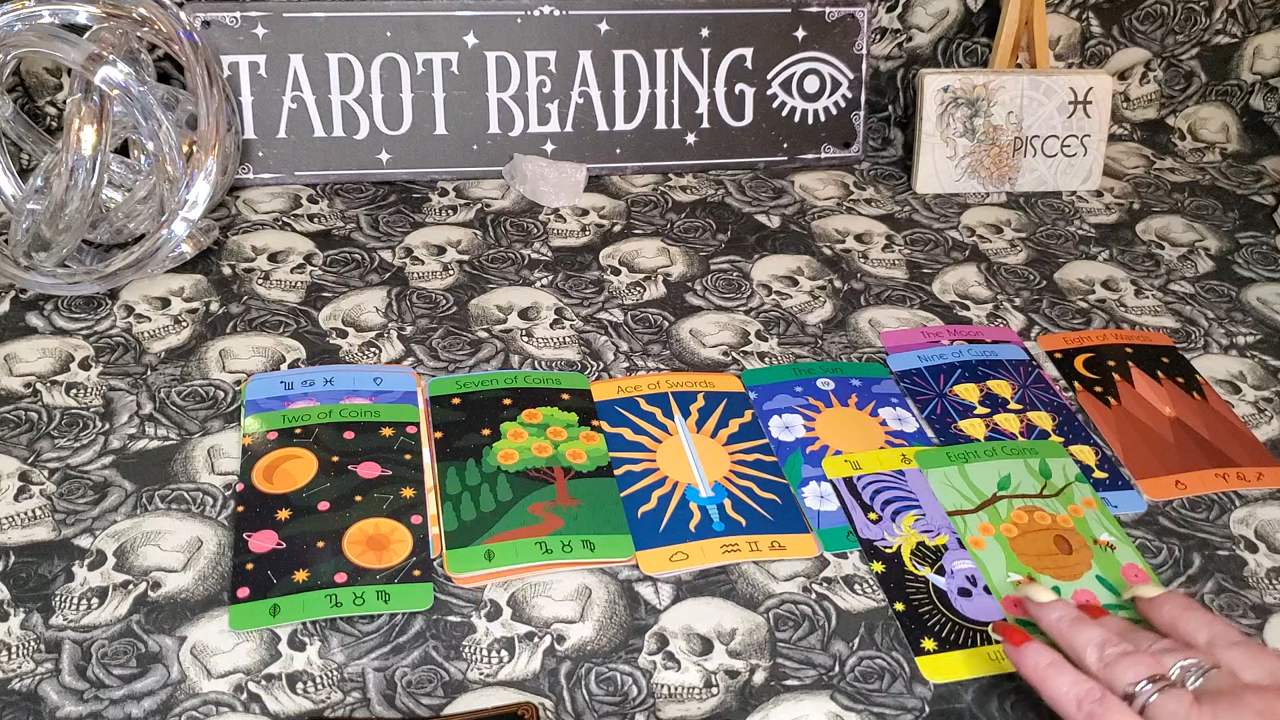 TAROT READING
PISCES
The Moon
Nine of Cups
Eight of Wands
Two of Coins
Seven of Coins
Ace of Swords
The Sun
19
Eight of Coins